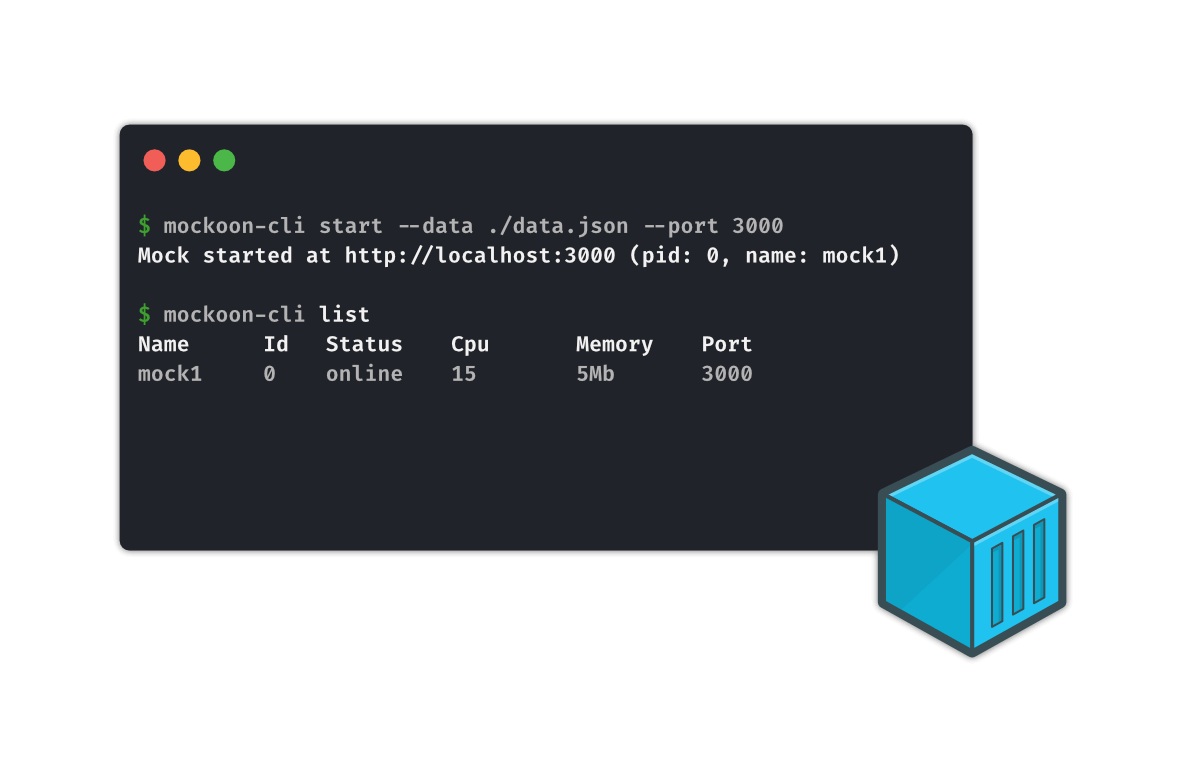 $ mockoon-cli start --data ./data.json --port 3000
Mock started at http://localhost:3000 (pid: 0, name: mock1)
$ mockoon-cli list
Name Id Status Cpu Memory Port
mock1 0 online 15 5Mb 3000